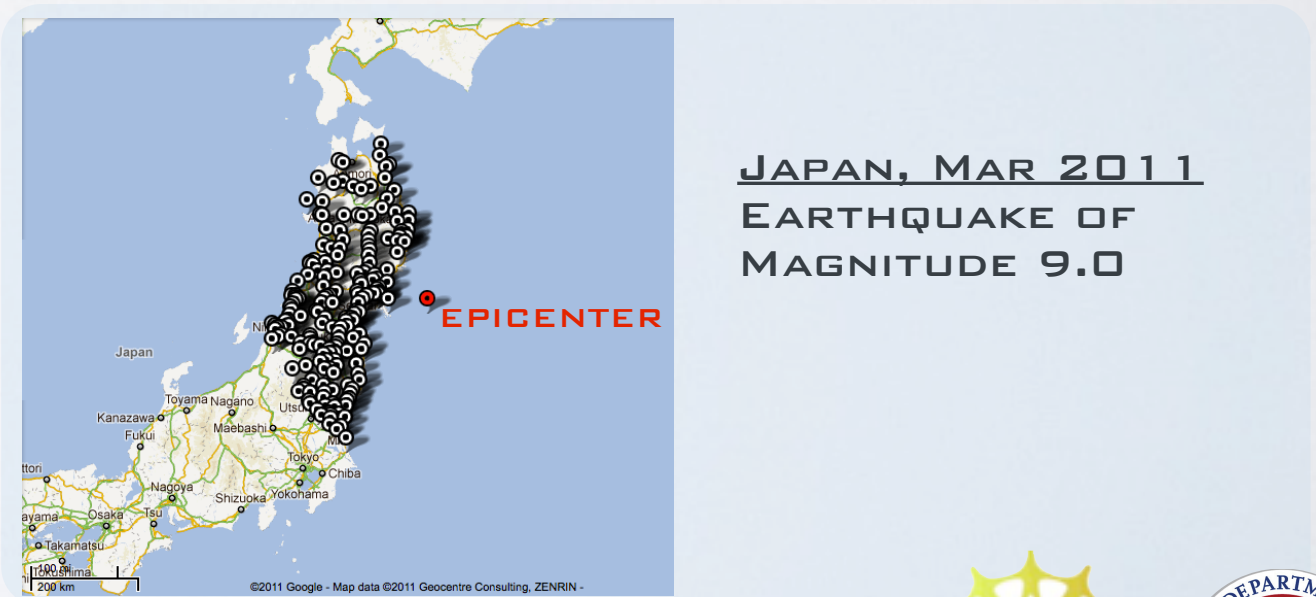 JAPAN, MAR 2011
EARTHQUAKE OF
MAGNITUDE 9.0
EPICENTER
Japan
Toyama
Nagano
Kanazawa
Maebashi
Fukui
Tokyo
Chiba
Nagoya
Shizuoka
Yokohama
Osaka
Tsu
Takamatsu
100 mi
200 km
©2011 Google - Map data ©2011 Geocentre Consulting, ZENRIN -